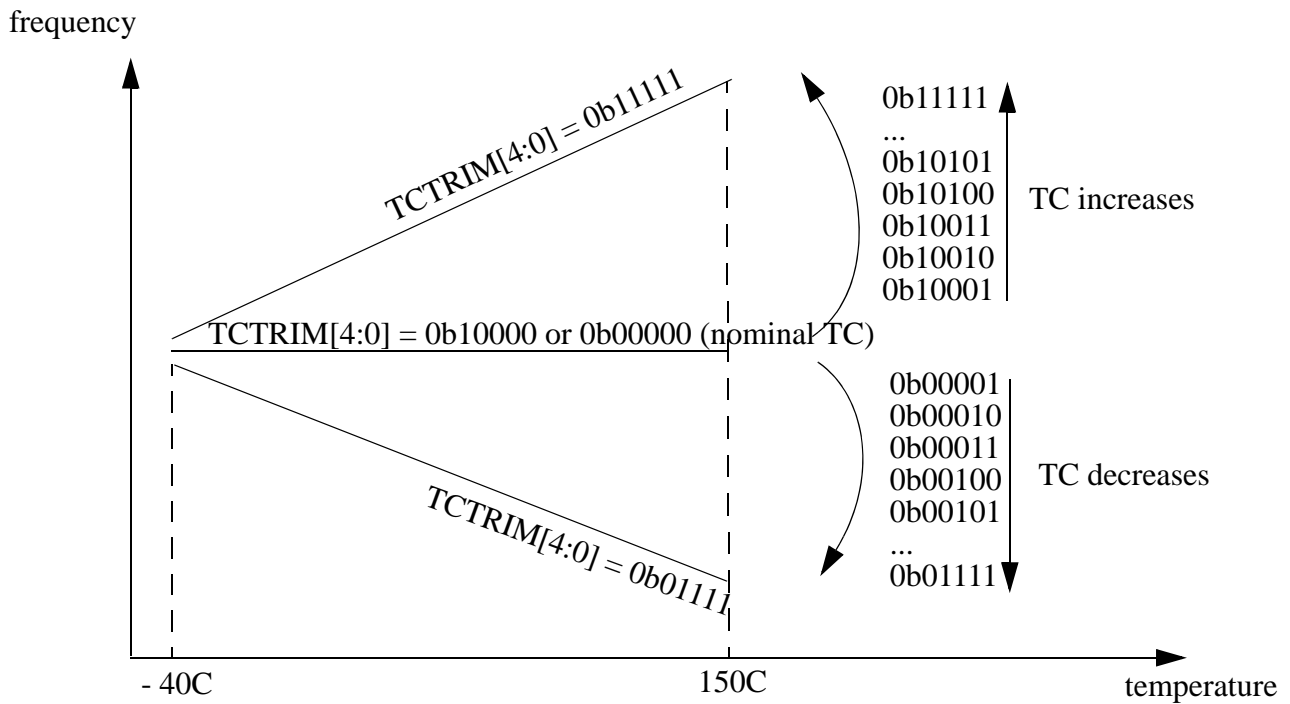 frequency
TCTRIM[4:0] = 0b11111
0b11111
...
0b10101
0b10100
0b10011
0b10010
0b10001
TC increases
TCTRIM[4:0] = 0b10000 or 0b00000 (nominal TC)
0b00001
0b00010
0b00011
0b00100
0b00101
...
0b01111
TC decreases
TCTRIM[4:0] = 0b01111
- 40C
150C
temperature